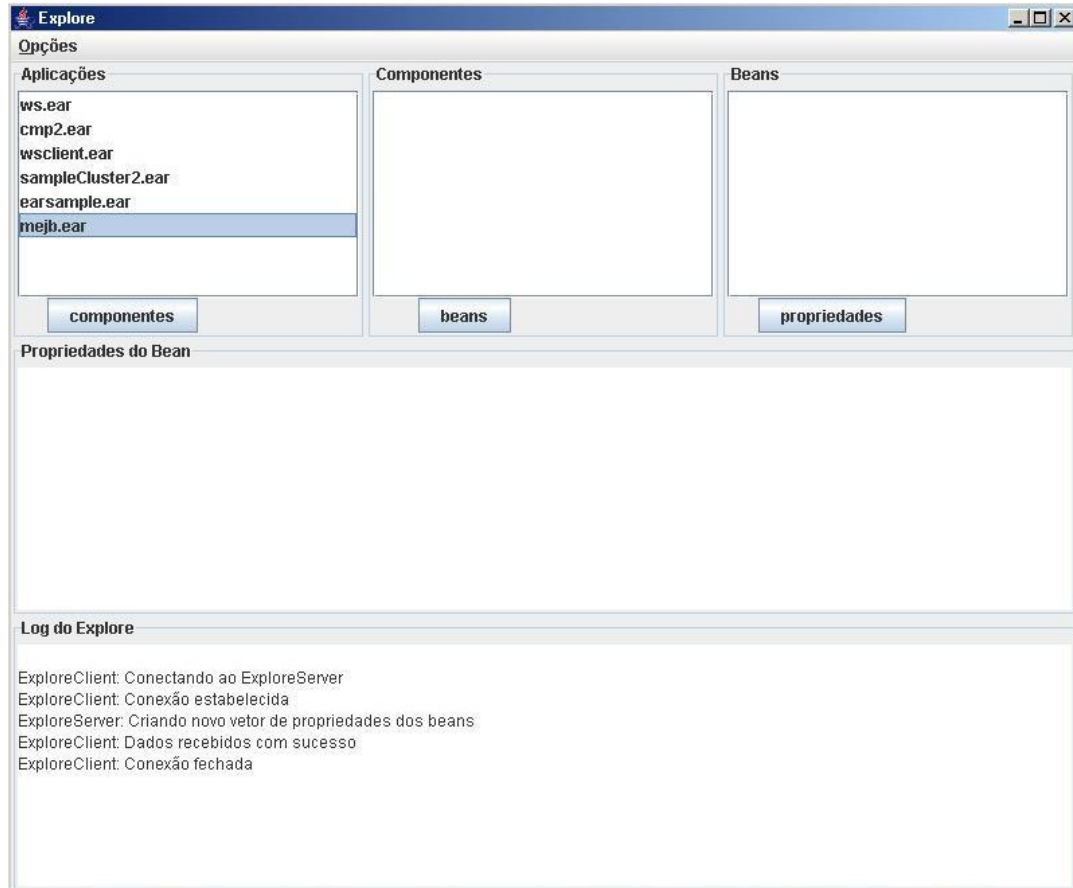 Explore
Opções
Aplicações
Componentes
Beans
ws.ear
cmp2.ear
wsclient.ear
sampleCluster2.ear
earsample.ear
mejb.ear
componentes
beans
propriedades
Propriedades do Bean
Log do Explore
ExploreClient: Conectando ao ExploreServer
ExploreClient: Conexão estabelecida
ExploreServer: Criando novo vetor de propriedades dos beans
ExploreClient: Dados recebidos com sucesso
ExploreClient: Conexão fechada